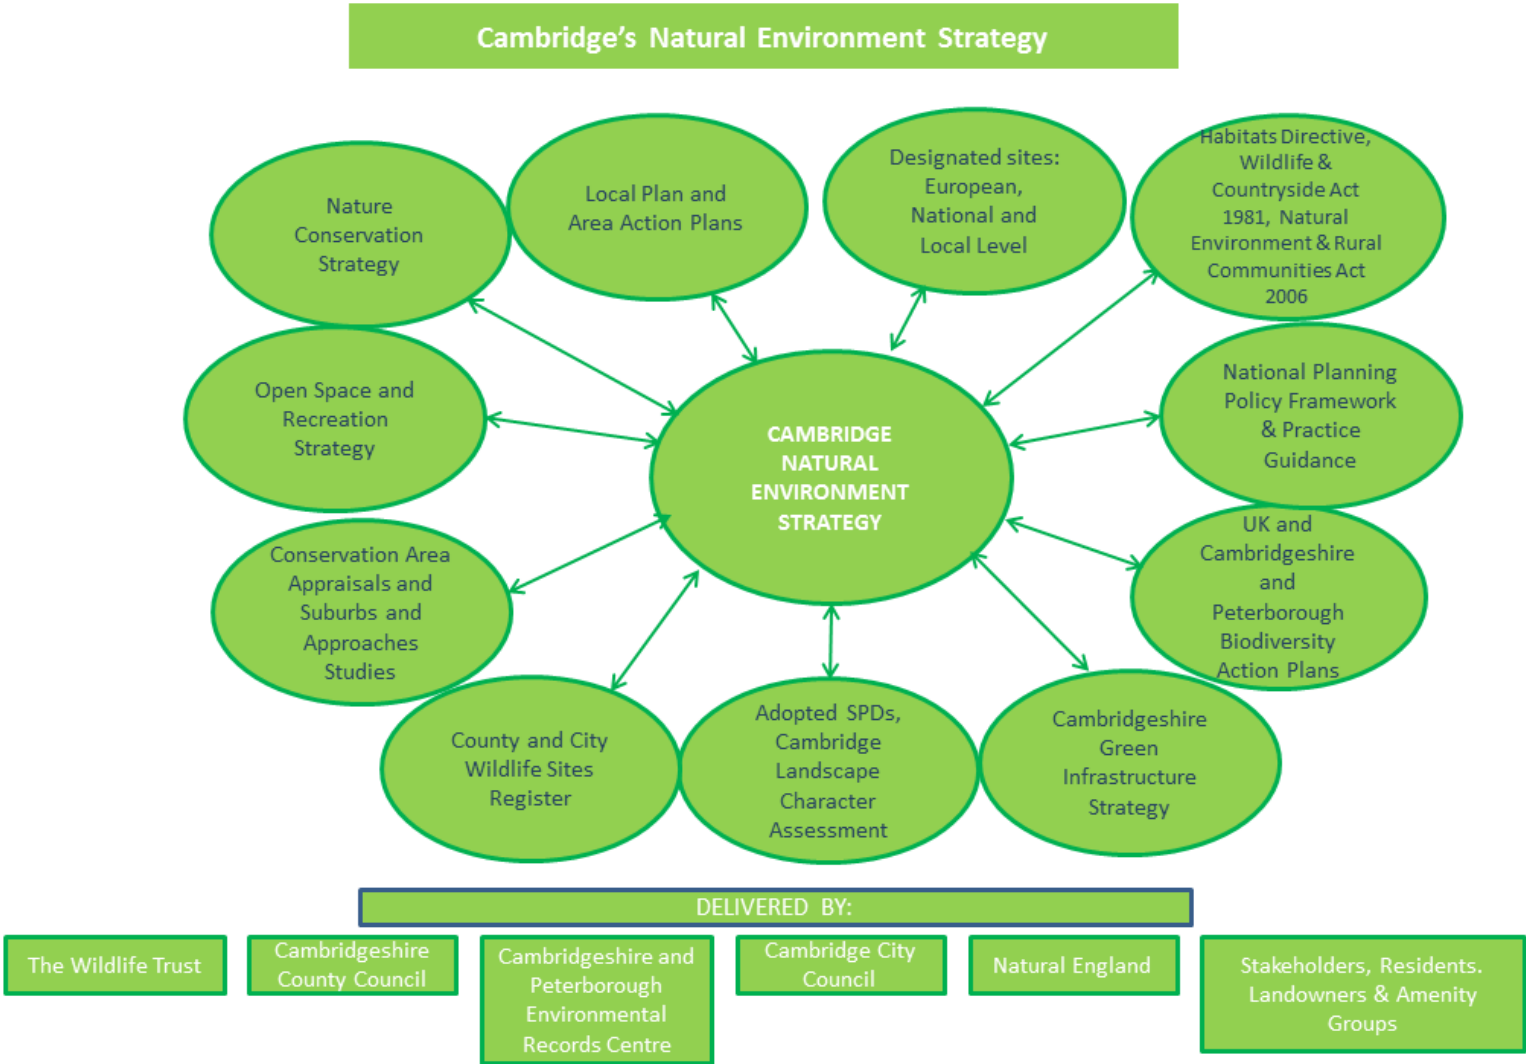 Cambridge's Natural Environment Strategy
Nature
Conservation
Strategy
Local Plan and
Area Action Plans
Designated sites:
European,
National and
Local Level
Habitats Directive,
Wildlife &
Countryside Act
1981, Natural
Environment & Rural
Communities Act
2006
Open Space and
Recreation
Strategy
CAMBRIDGE
NATURAL
ENVIRONMENT
STRATEGY
National Planning
Policy Framework
& Practice
Guidance
Conservation Area
Appraisals and
Suburbs and
Approaches
Studies
UK and
Cambridgeshire
and
Peterborough
Biodiversity
Action Plans
County and City
Wildlife Sites
Register
Adopted SPDs,
Cambridge
Landscape
Character
Assessment
Cambridgeshire
Green
Infrastructure
Strategy
DELIVERED BY:
The Wildlife Trust
Cambridgeshire
County Council
Cambridgeshire and
Peterborough
Environmental
Records Centre
Cambridge City
Council
Natural England
Stakeholders, Residents.
Landowners & Amenity
Groups